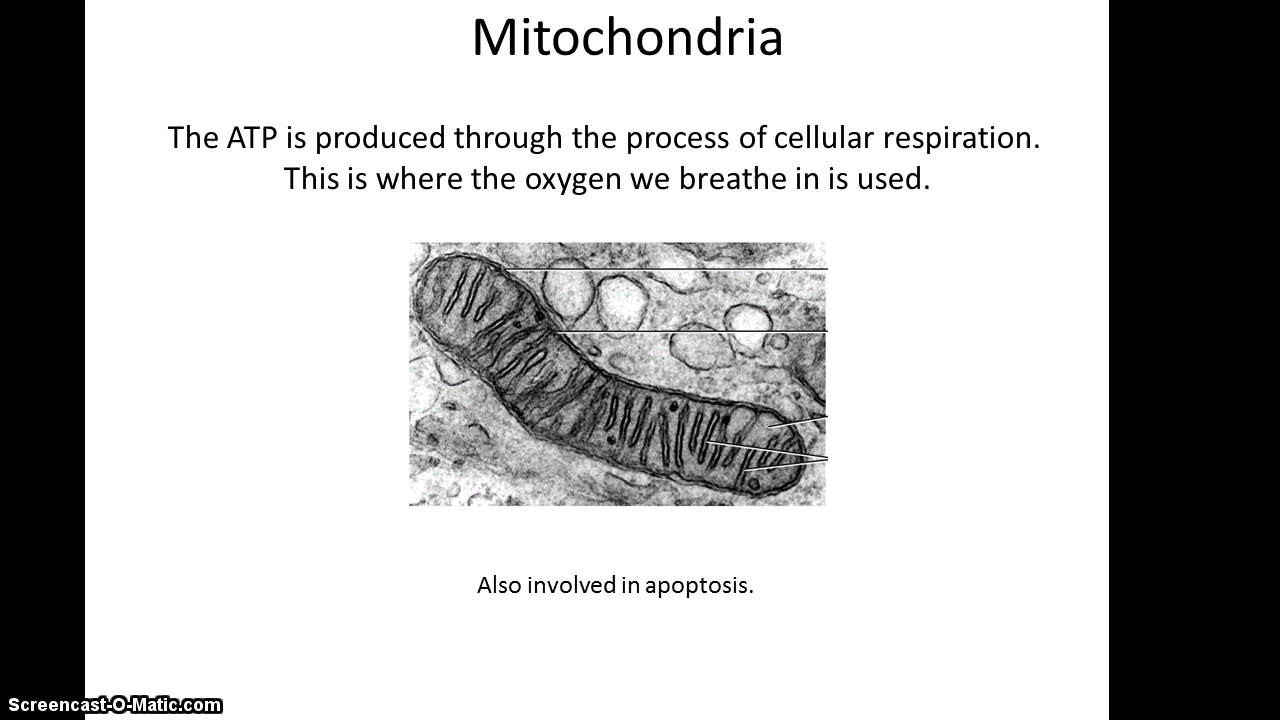 Mitochondria
The ATP is produced through the process of cellular respiration.
This is where the oxygen we breathe in is used.
Also involved in apoptosis.
Screencast-O-Matic.com